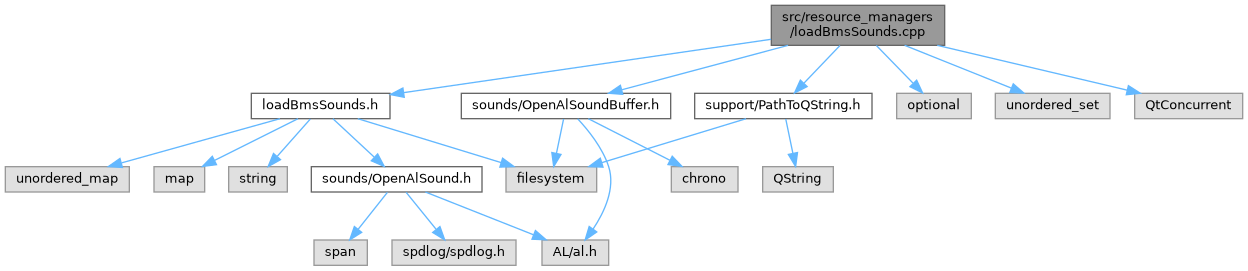 src/resource_managers
/loadBmsSounds.cpp
loadBmsSounds.h
sounds/OpenAlSoundBuffer.h
support/PathToQString.h
optional
unordered_set
QtConcurrent
unordered_map
map
string
sounds/OpenAlSound.h
filesystem
chrono
QString
span
spdlog/spdlog.h
AL/al.h